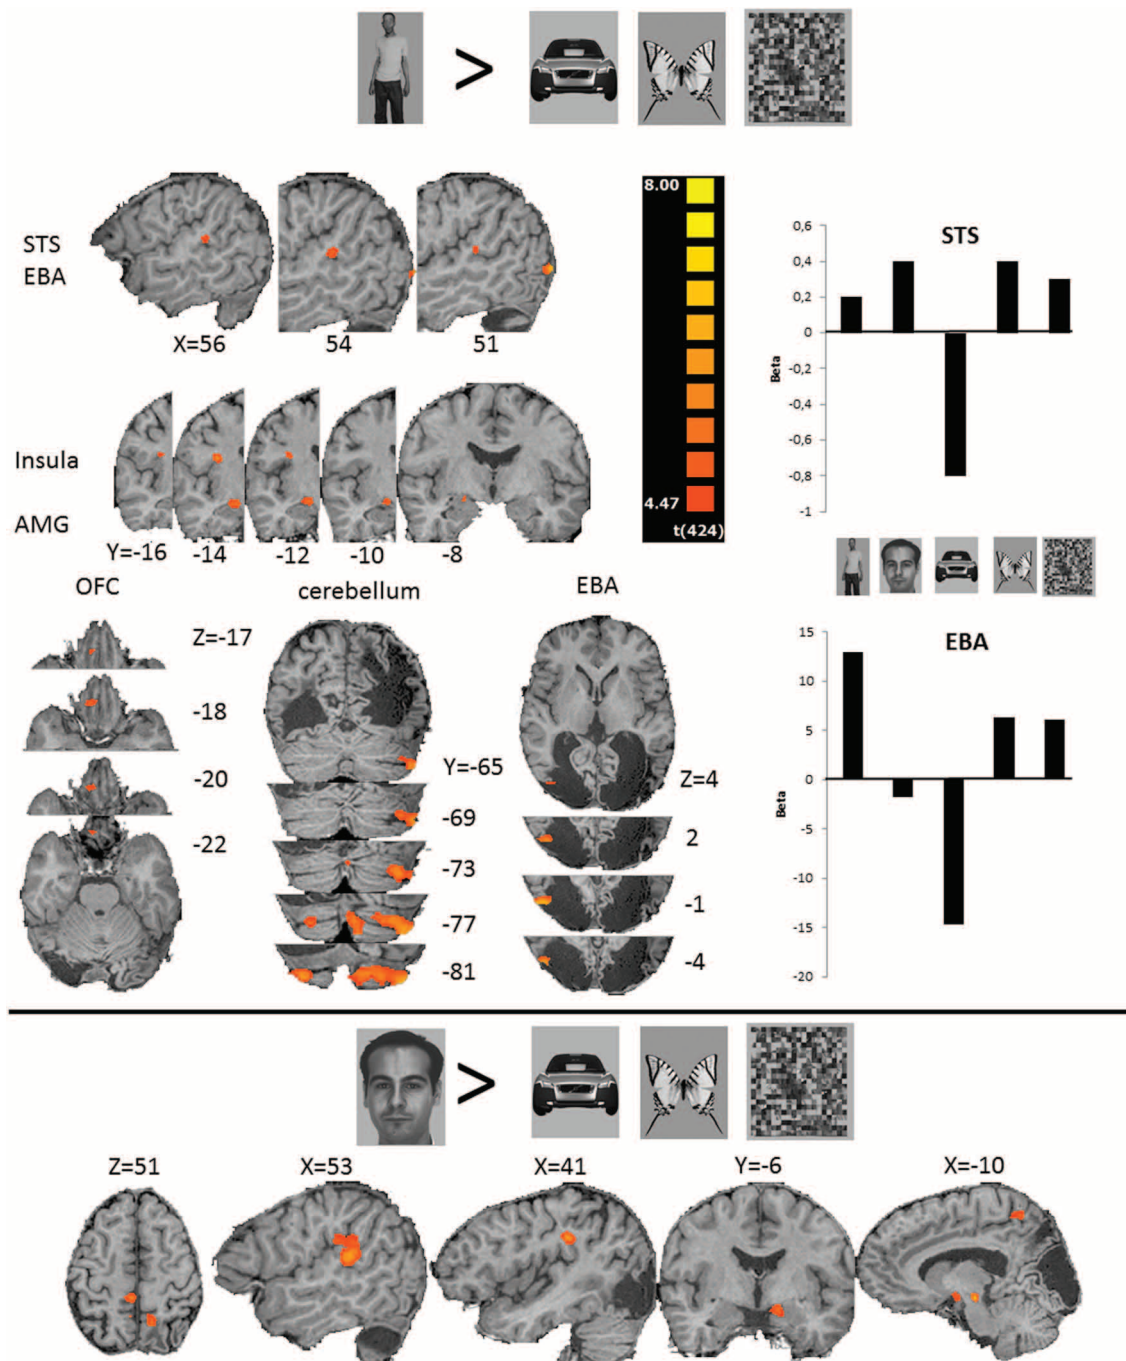 >
STS
EBA
X=56
54
51
8.00
4.47
t(424)
STS
0,6
0,4
0,2
0
-0,2
-0,4
-0,6
-0,8
-1
Beta
Insula
AMG
Y=-16
-14
-12
-10
-8
OFC
Z=-17
-18
-20
-22
cerebellum
Y=-65
-69
-73
-77
-81
EBA
Z=4
2
-1
-4
EBA
15
10
5
0
-5
-10
-15
-20
Beta
>
Z=51
X=53
X=41
Y=-6
X=-10